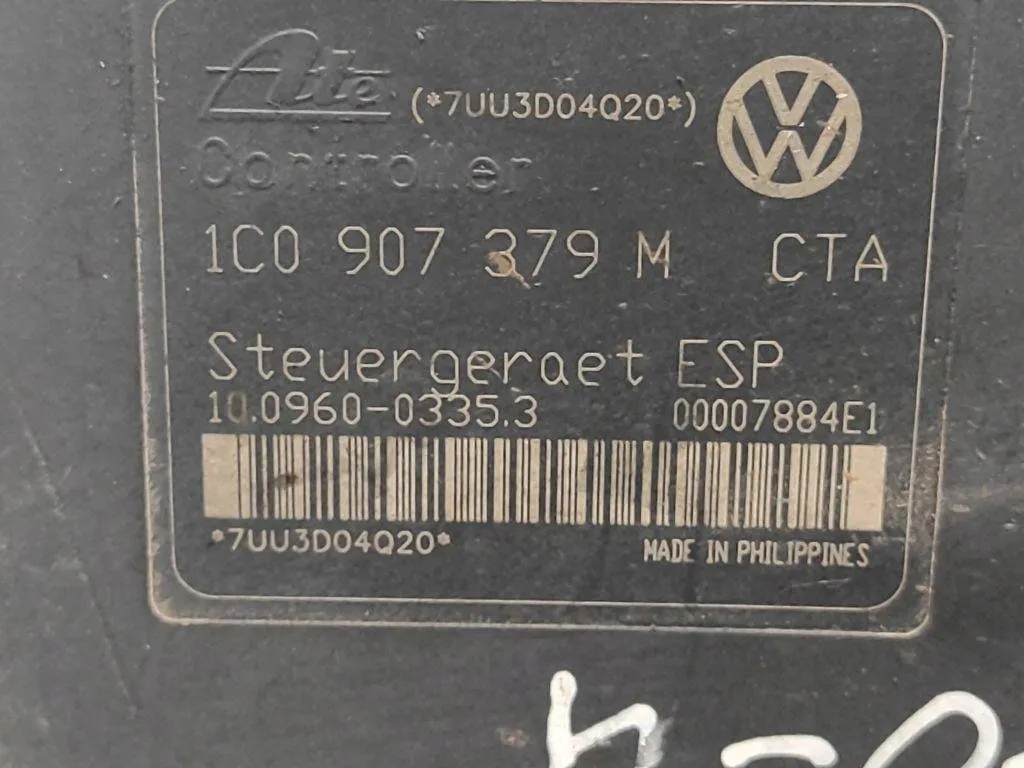 Ate (*7UU3D04Q20*)
Controller
1C0 907 379 M CTA
Steuergeraet ESP
10.0960-0335.3 00007884E1
*7UU3D04Q20*
MADE IN PHILIPPINES